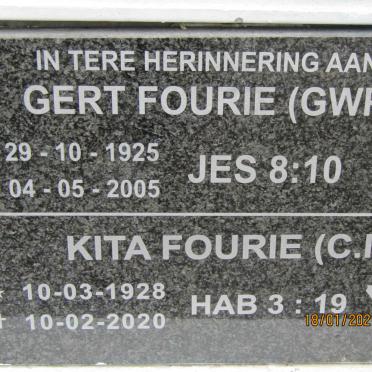 IN TERE HERINNERING AAN
GERT FOURIE (GWP
29 - 10 - 1925
04 - 05 - 2005
JES 8:10
KITA FOURIE (C.M
* 10-03-1928
† 10-02-2020
HAB 3 : 19
18/01/202